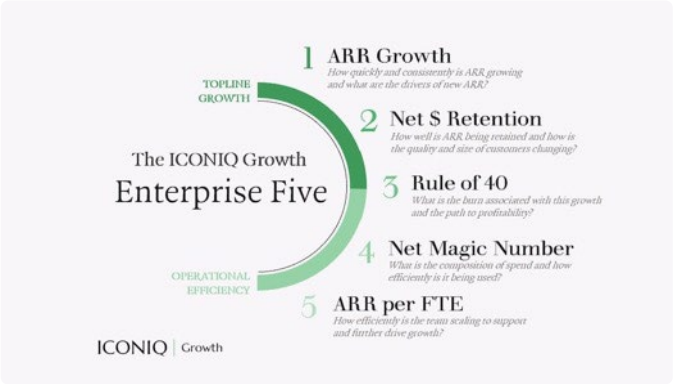 1 ARR Growth
How quickly and consistently is ARR growing
and what are the drivers of new ARR?
TOPLINE
GROWTH
2 Net $ Retention
How well is ARR being retained and how is
the quality and size of customers changing?
The ICONIQ Growth
Enterprise Five
3 Rule of 40
What is the burn associated with this growth
and the path to profitability?
4 Net Magic Number
What is the composition of spend and how
efficiently is it being used?
OPERATIONAL
EFFICIENCY
5 ARR per FTE
How efficiently is the team scaling to support
and further drive growth?
ICONIQ | Growth